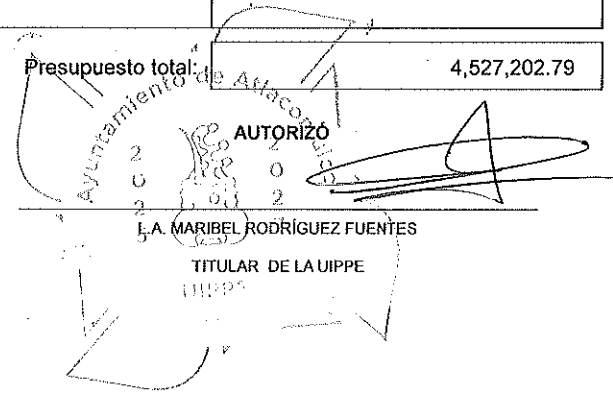 Presupuesto total: 4,527,202.79
Ayuntamiento de Atlacomulco
AUTORIZÓ
L.A. MARIBEL RODRÍGUEZ FUENTES
TITULAR DE LA UIPPE